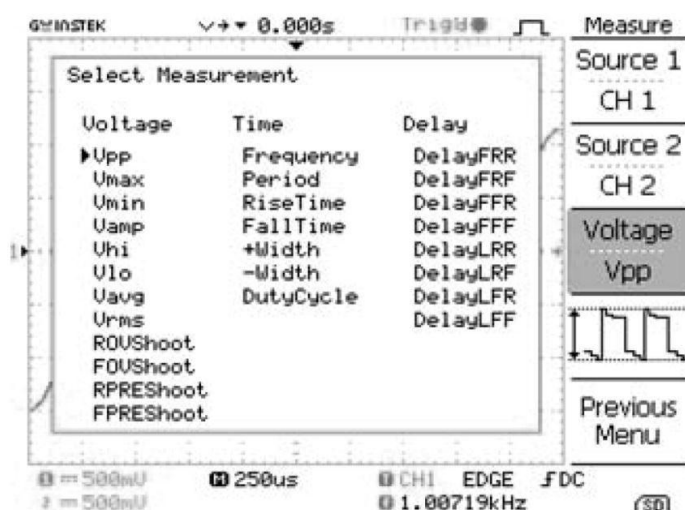 GWINSTEK 0.000s Trig'd Measure
Select Measurement
Voltage Time Delay
Vpp Frequency DelayFRR
Vmax Period DelayFRF
Vmin RiseTime DelayFFR
Vamp FallTime DelayFFF
Vhi +Width DelayLRR
Vlo -Width DelayLRF
Vavg DutyCycle DelayLFR
Vrms DelayLFF
ROVShoot
FOVShoot
RPREShoot
FPREShoot
Source 1
CH 1
Source 2
CH 2
Voltage
Vpp
Previous
Menu
1
1 500mV M 250us T CH1 EDGE DC
2 500mV 1.00719kHz SD